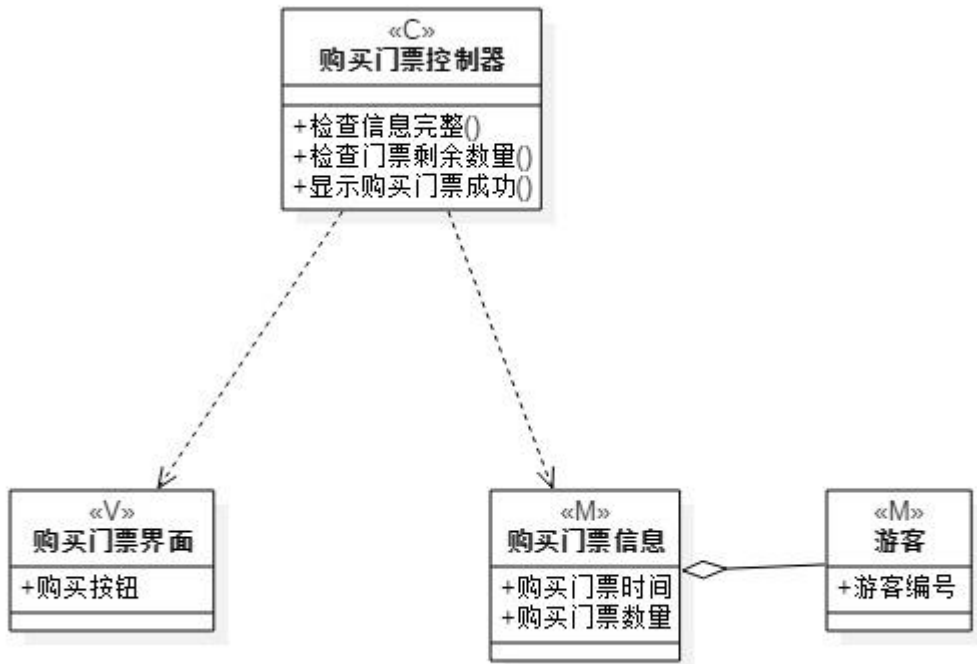 «C»
购买门票控制器
+检查信息完整()
+检查门票剩余数量()
+显示购买门票成功()
«V»
购买门票界面
+购买按钮
«M»
购买门票信息
+购买门票时间
+购买门票数量
«M»
游客
+游客编号